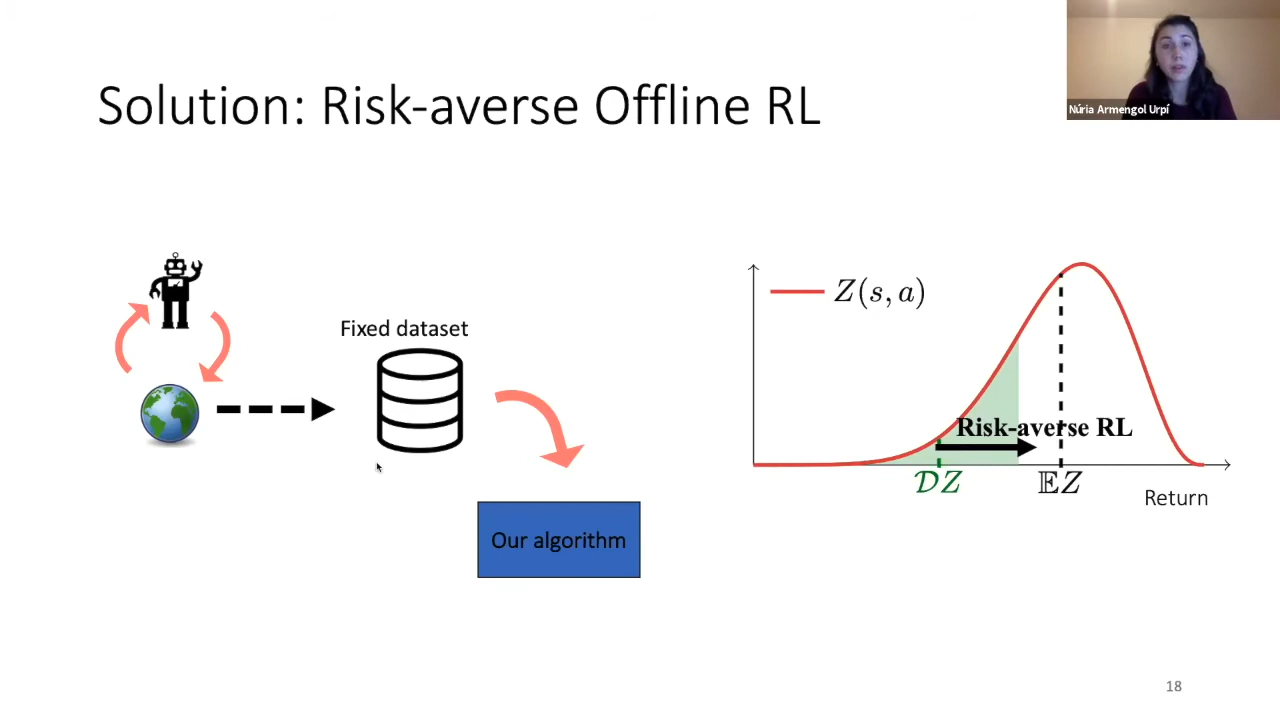 Solution: Risk-averse Offline RL
Núria Armengol Urpí
Fixed dataset
Our algorithm
Z(s, a)
Risk-averse RL
𝒟Z
𝔼Z
Return
18